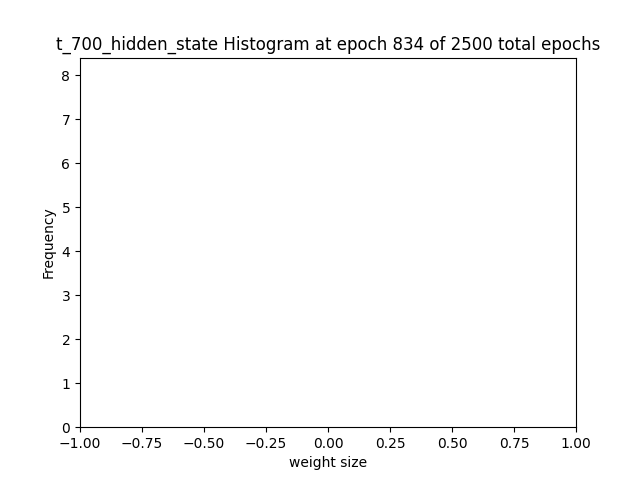 t_700_hidden_state Histogram at epoch 834 of 2500 total epochs
8
7
6
5
4
3
2
1
0
Frequency
−1.00 −0.75 −0.50 −0.25 0.00 0.25 0.50 0.75 1.00
weight size